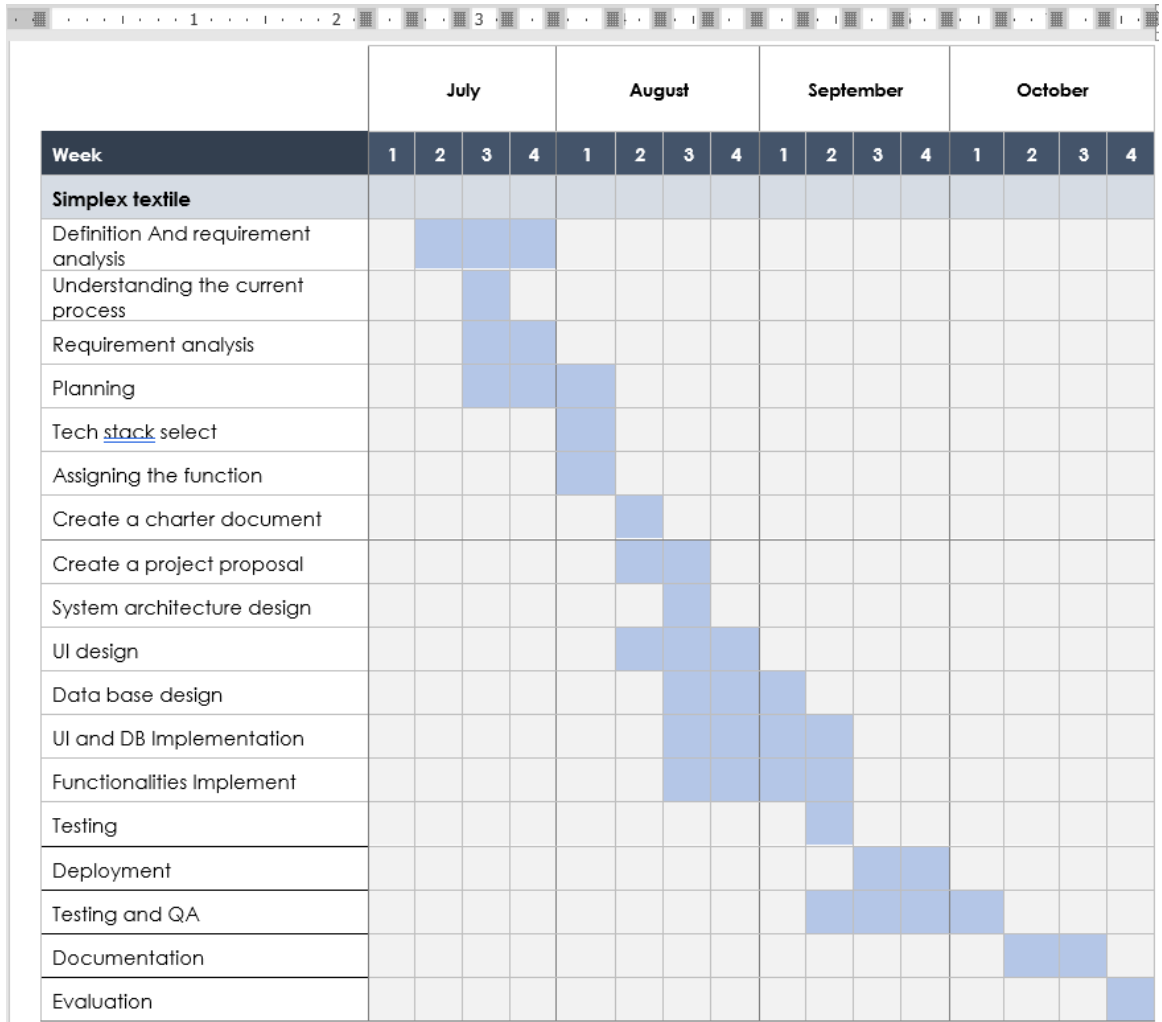 1 2 3
July August September October
Week 1 2 3 4 1 2 3 4 1 2 3 4 1 2 3 4
Simplex textile
Definition And requirement
analysis
Understanding the current
process
Requirement analysis
Planning
Tech stack select
Assigning the function
Create a charter document
Create a project proposal
System architecture design
UI design
Data base design
UI and DB Implementation
Functionalities Implement
Testing
Deployment
Testing and QA
Documentation
Evaluation